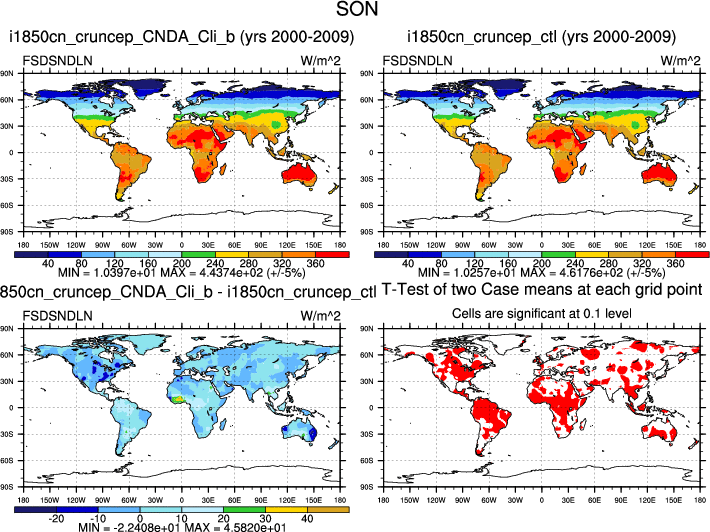 SON
i1850cn_cruncep_CNDA_Cli_b (yrs 2000-2009)
FSDSNDLN W/m^2
90N
60N
30N
0
30S
60S
90S
180 150W 120W 90W 60W 30W 0 30E 60E 90E 120E 150E 180
40 80 120 160 200 240 280 320 360
MIN = 1.0397e+01 MAX = 4.4374e+02 (+/-5%)
i1850cn_cruncep_ctl (yrs 2000-2009)
FSDSNDLN W/m^2
90N
60N
30N
0
30S
60S
90S
180 150W 120W 90W 60W 30W 0 30E 60E 90E 120E 150E 180
40 80 120 160 200 240 280 320 360
MIN = 1.0257e+01 MAX = 4.6176e+02 (+/-5%)
850cn_cruncep_CNDA_Cli_b - i1850cn_cruncep_ctl
FSDSNDLN W/m^2
90N
60N
30N
0
30S
60S
90S
180 150W 120W 90W 60W 30W 0 30E 60E 90E 120E 150E 180
-20 -10 0 10 20 30 40
MIN = -2.2408e+01 MAX = 4.5820e+01
T-Test of two Case means at each grid point
Cells are significant at 0.1 level
90N
60N
30N
0
30S
60S
90S
180 150W 120W 90W 60W 30W 0 30E 60E 90E 120E 150E 180